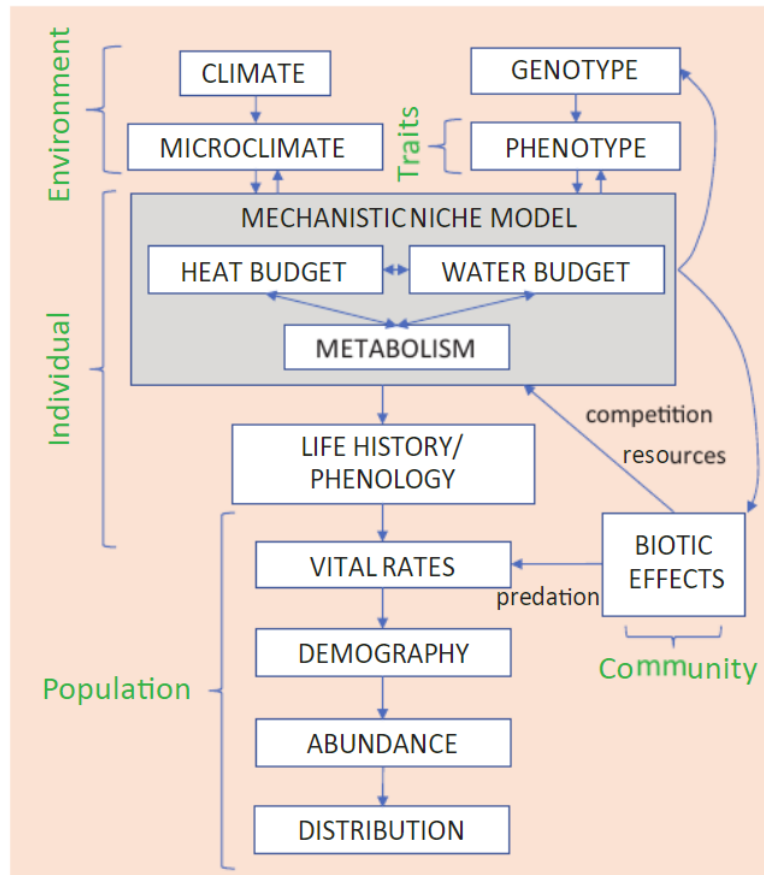 Environment
CLIMATE
GENOTYPE
MICROCLIMATE
Traits
PHENOTYPE
Individual
MECHANISTIC NICHE MODEL
HEAT BUDGET
WATER BUDGET
METABOLISM
competition
resources
LIFE HISTORY/
PHENOLOGY
BIOTIC
EFFECTS
VITAL RATES
predation
Community
Population
DEMOGRAPHY
ABUNDANCE
DISTRIBUTION